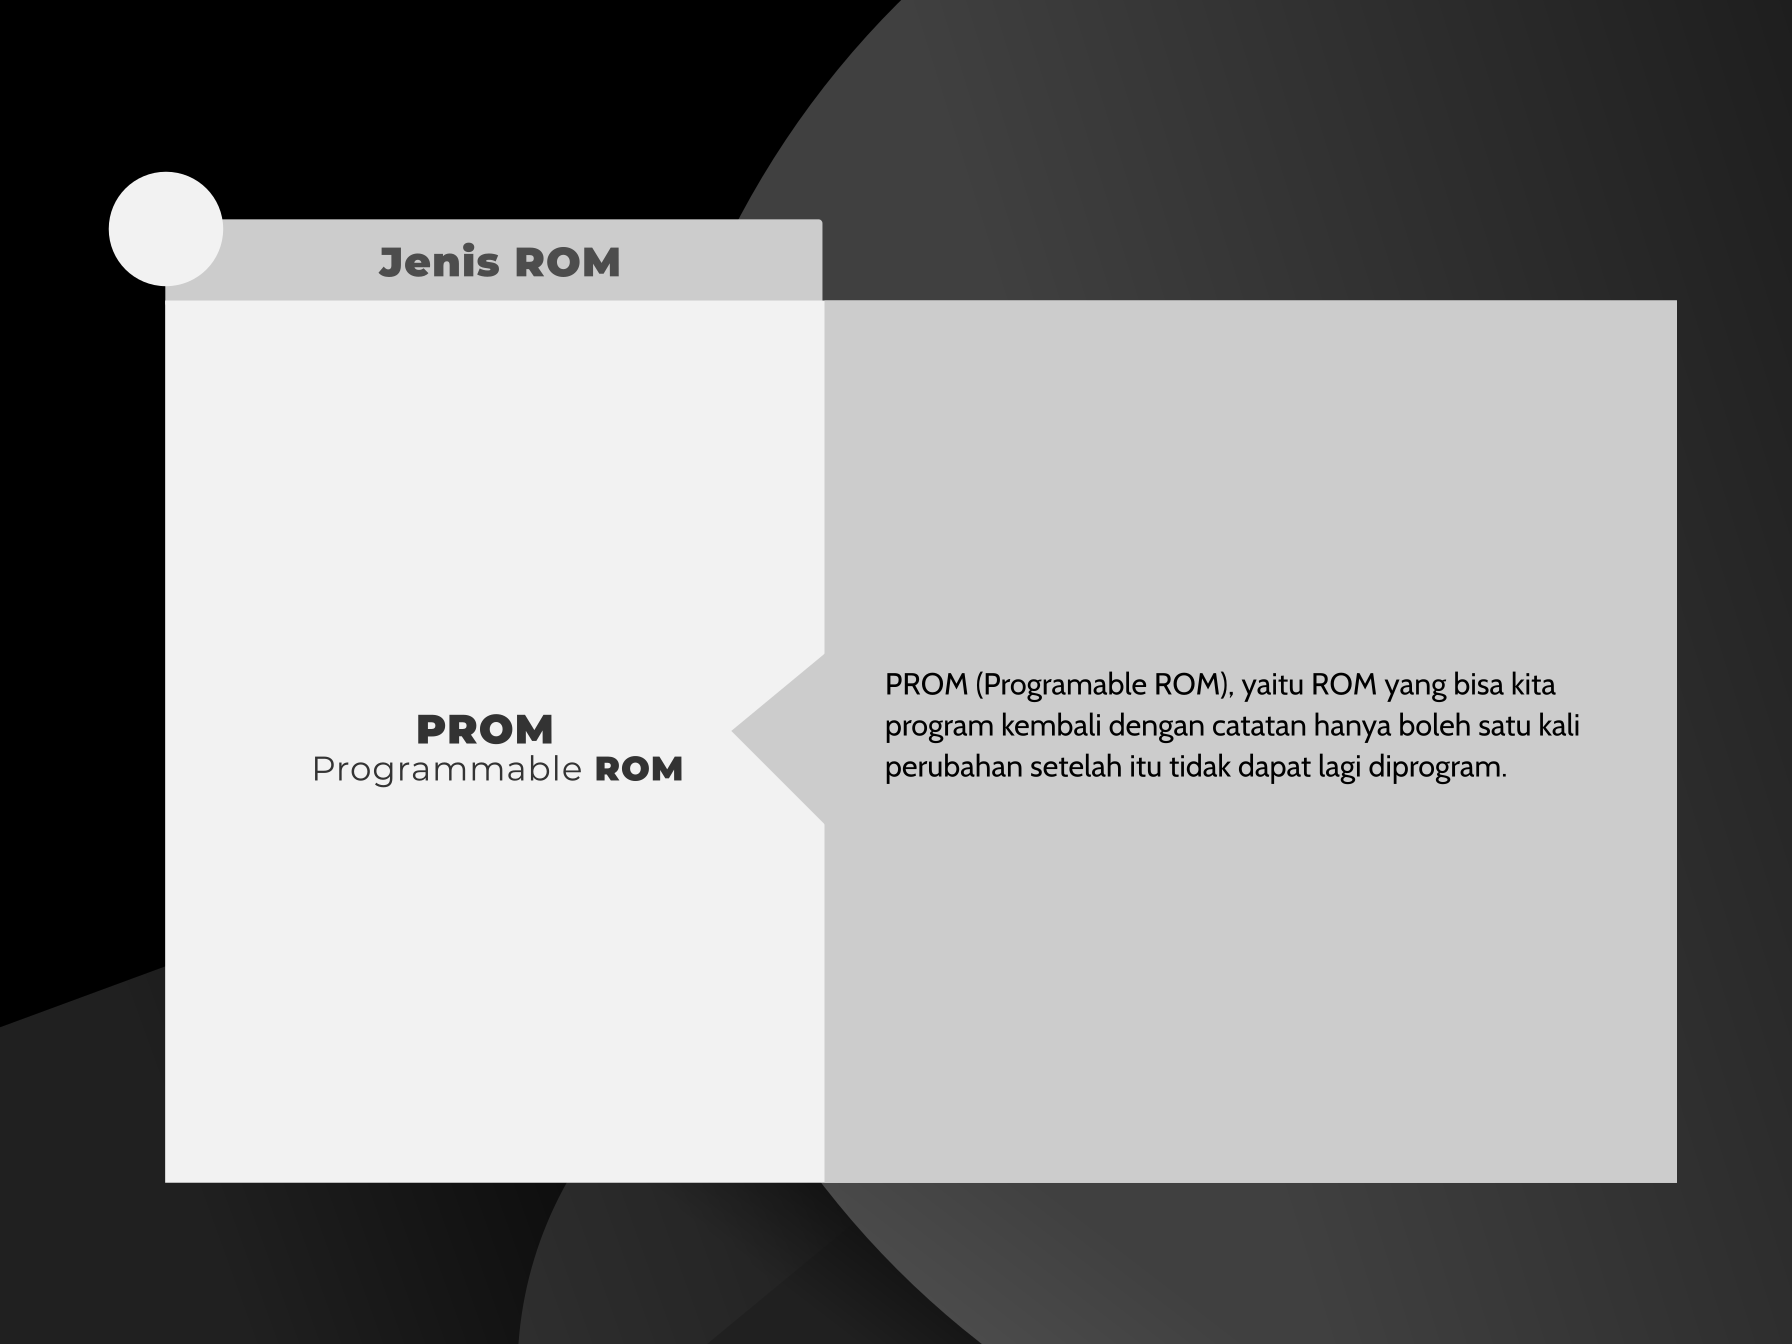 Jenis ROM
PROM
Programmable ROM
PROM (Programable ROM), yaitu ROM yang bisa kita
program kembali dengan catatan hanya boleh satu kali
perubahan setelah itu tidak dapat lagi diprogram.